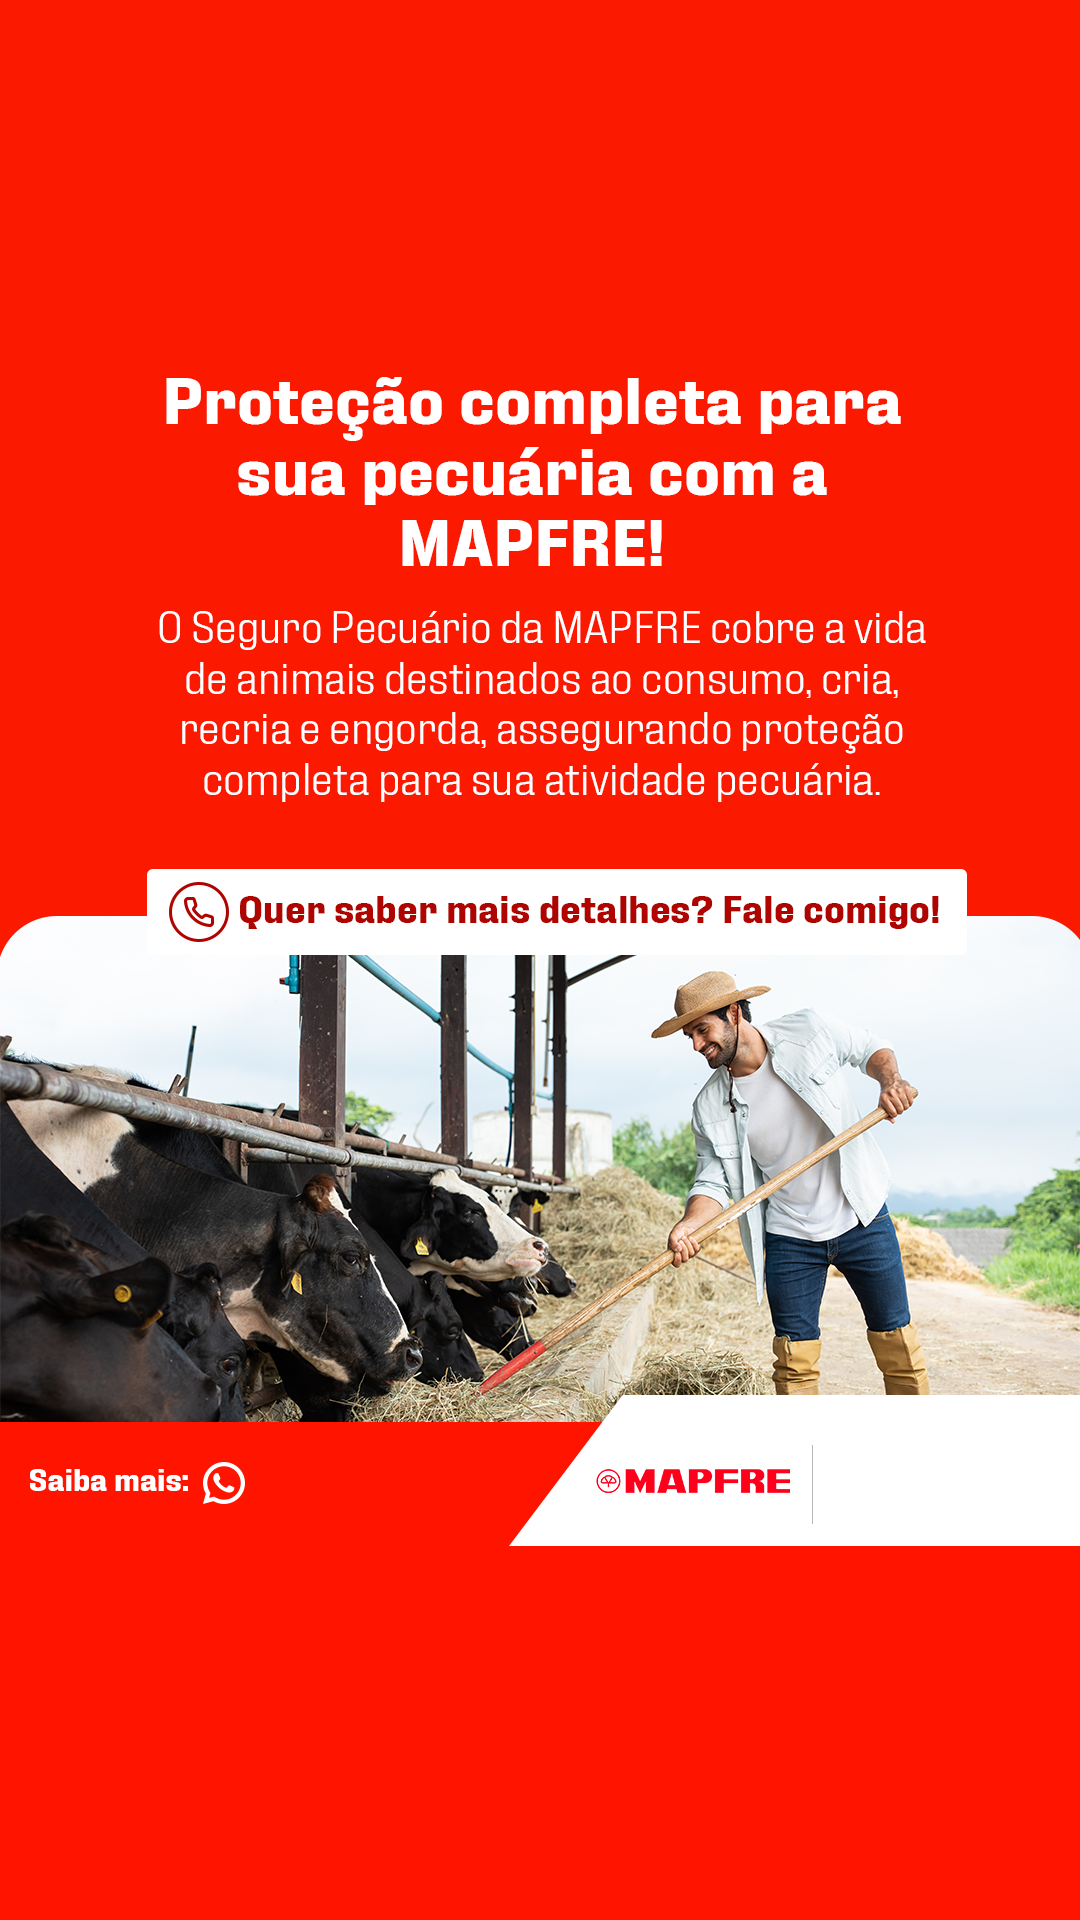 Proteção completa para
sua pecuária com a
MAPFRE!
O Seguro Pecuário da MAPFRE cobre a vida
de animais destinados ao consumo, cria,
recria e engorda, assegurando proteção
completa para sua atividade pecuária.
Quer saber mais detalhes? Fale comigo!
Saiba mais:
MAPFRE